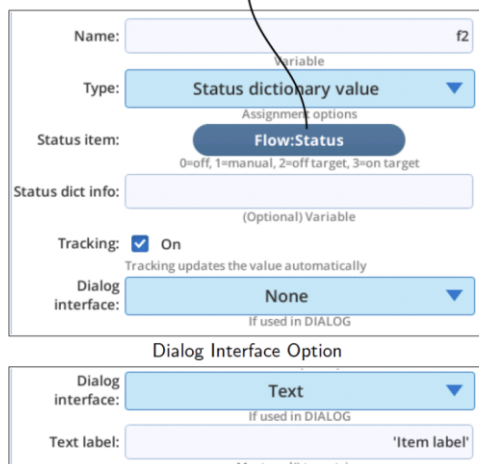 Name: f2
Variable
Type: Status dictionary value
Assignment options
Status item: Flow:Status
0=off, 1=manual, 2=off target, 3=on target
Status dict info:
(Optional) Variable
Tracking: On
Tracking updates the value automatically
Dialog interface: None
If used in DIALOG
Dialog Interface Option
Dialog interface: Text
If used in DIALOG
Text label: 'Item label'